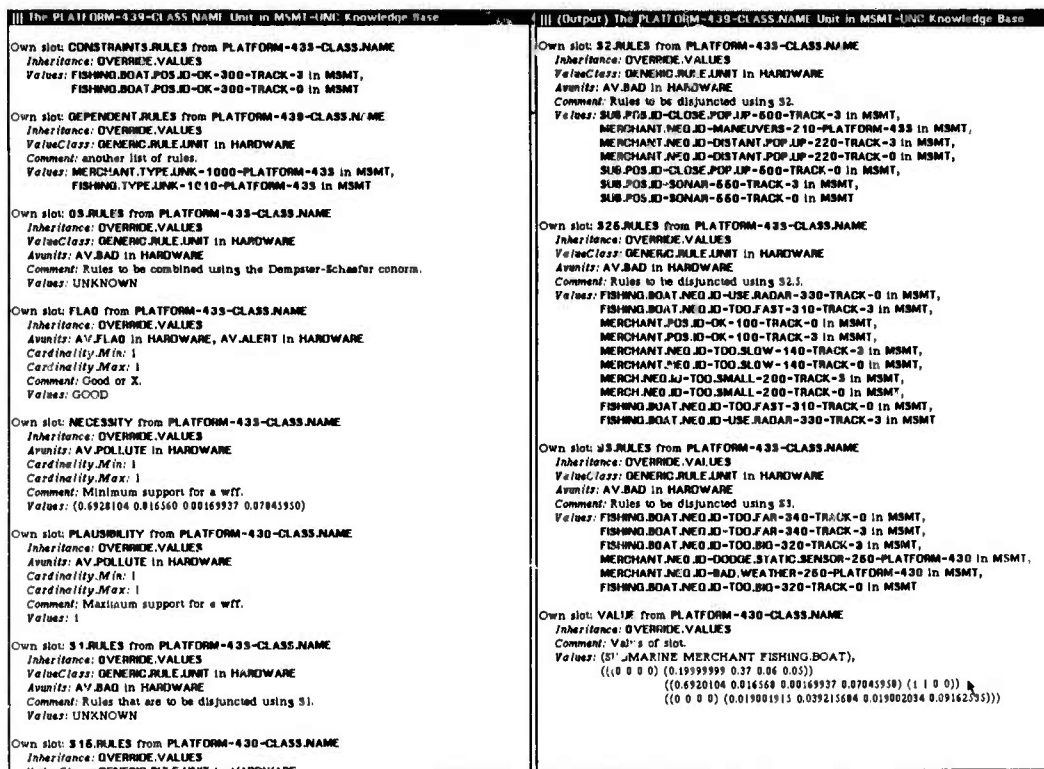 The PLATFORM-439-CLASS.NAME Unit in MSMT-UNC Knowledge Base
Own slot: CONSTRAINTS.RULES from PLATFORM-433-CLASS.NAME
Inheritance: OVERRIDE.VALUES
Values: FISHING.BOAT.POS.ID-OK-300-TRACK-3 in MSMT,
FISHING.BOAT.POS.ID-OK-300-TRACK-0 in MSMT
Own slot: DEPENDENT.RULES from PLATFORM-439-CLASS.NAME
Inheritance: OVERRIDE.VALUES
ValueClass: GENERIC.RULE.UNIT in HARDWARE
Comment: another list of rules.
Values: MERCHANT.TYPE.UNK-1000-PLATFORM-433 in MSMT,
FISHING.TYPE.UNK-1010-PLATFORM-433 in MSMT
Own slot: DS.RULES from PLATFORM-433-CLASS.NAME
Inheritance: OVERRIDE.VALUES
ValueClass: GENERIC.RULE.UNIT in HARDWARE
Avunits: AV.BAD in HARDWARE
Comment: Rules to be combined using the Dempster-Schaefer conorm.
Values: UNKNOWN
Own slot: FLAG from PLATFORM-433-CLASS.NAME
Inheritance: OVERRIDE.VALUES
Avunits: AV.FLAG in HARDWARE, AV.ALERT in HARDWARE
Cardinality.Min: 1
Cardinality.Max: 1
Comment: Good or X.
Values: GOOD
Own slot: NECESSITY from PLATFORM-433-CLASS.NAME
Inheritance: OVERRIDE.VALUES
Avunits: AV.POLLUTE in HARDWARE
Cardinality.Min: 1
Cardinality.Max: 1
Comment: Minimum support for a wff.
Values: (0.6928104 0.016560 0.00169937 0.07845950)
Own slot: PLAUSIBILITY from PLATFORM-430-CLASS.NAME
Inheritance: OVERRIDE.VALUES
Avunits: AV.POLLUTE in HARDWARE
Cardinality.Min: 1
Cardinality.Max: 1
Comment: Maximum support for a wff.
Values: 1
Own slot: S1.RULES from PLATFORM-433-CLASS.NAME
Inheritance: OVERRIDE.VALUES
ValueClass: GENERIC.RULE.UNIT in HARDWARE
Avunits: AV.BAD in HARDWARE
Comment: Rules that are to be disjuncted using S1.
Values: UNKNOWN
Own slot: S15.RULES from PLATFORM-430-CLASS.NAME
Inheritance: OVERRIDE.VALUES
(Output) The PLATFORM-439-CLASS.NAME Unit in MSMT-UNC Knowledge Base
Own slot: S2.RULES from PLATFORM-433-CLASS.NAME
Inheritance: OVERRIDE.VALUES
ValueClass: GENERIC.RULE.UNIT in HARDWARE
Avunits: AV.BAD in HARDWARE
Comment: Rules to be disjuncted using S2.
Values: SUB.POS.ID-CLOSE.POP.UP-600-TRACK-3 in MSMT,
MERCHANT.NEG.ID-MANEUVERS-210-PLATFORM-433 in MSMT,
MERCHANT.NEG.ID-DISTANT.POP.UP-220-TRACK-3 in MSMT,
MERCHANT.NEG.ID-DISTANT.POP.UP-220-TRACK-0 in MSMT,
SUB.POS.ID-CLOSE.POP.UP-600-TRACK-0 in MSMT,
SUB.POS.ID-SONAR-660-TRACK-3 in MSMT,
SUB.POS.ID-SONAR-660-TRACK-0 in MSMT
Own slot: S25.RULES from PLATFORM-433-CLASS.NAME
Inheritance: OVERRIDE.VALUES
ValueClass: GENERIC.RULE.UNIT in HARDWARE
Avunits: AV.BAD in HARDWARE
Comment: Rules to be disjuncted using S2.5.
Values: FISHING.BOAT.NEG.ID-USE.RADAR-330-TRACK-0 in MSMT,
FISHING.BOAT.NEG.ID-TOO.FAST-310-TRACK-3 in MSMT,
MERCHANT.POS.ID-OK-100-TRACK-0 in MSMT,
MERCHANT.POS.ID-OK-100-TRACK-3 in MSMT,
MERCHANT.NEG.ID-TOO.SLOW-140-TRACK-3 in MSMT,
MERCHANT.NEG.ID-TOO.SLOW-140-TRACK-0 in MSMT,
MERCH.NEG.ID-TOO.SMALL-200-TRACK-3 in MSMT,
MERCH.NEG.ID-TOO.SMALL-200-TRACK-0 in MSMT,
FISHING.BOAT.NEG.ID-TOO.FAST-310-TRACK-0 in MSMT,
FISHING.BOAT.NEG.ID-USE.RADAR-330-TRACK-3 in MSMT
Own slot: S3.RULES from PLATFORM-433-CLASS.NAME
Inheritance: OVERRIDE.VALUES
ValueClass: GENERIC.RULE.UNIT in HARDWARE
Avunits: AV.BAD in HARDWARE
Comment: Rules to be disjuncted using S3.
Values: FISHING.BOAT.NEG.ID-TOO.FAR-340-TRACK-0 in MSMT,
FISHING.BOAT.NEG.ID-TOO.FAR-340-TRACK-3 in MSMT,
FISHING.BOAT.NEG.ID-TOO.BIG-320-TRACK-3 in MSMT,
MERCHANT.NEG.ID-DODGE.STATIC.SENSOR-250-PLATFORM-430 in MSMT,
MERCHANT.NEG.ID-BAD.WEATHER-260-PLATFORM-430 in MSMT,
FISHING.BOAT.NEG.ID-TOO.BIG-320-TRACK-0 in MSMT
Own slot: VALUE from PLATFORM-430-CLASS.NAME
Inheritance: OVERRIDE.VALUES
Comment: Values of slot.
Values: (SUBMARINE MERCHANT FISHING.BOAT),
(((0 0 0 0) (0.19999999 0.37 0.06 0.05))
((0.6920104 0.016568 0.00169937 0.07045950) (1 1 0 0))
((0 0 0 0) (0.019001915 0.039215604 0.019002034 0.09162535)))